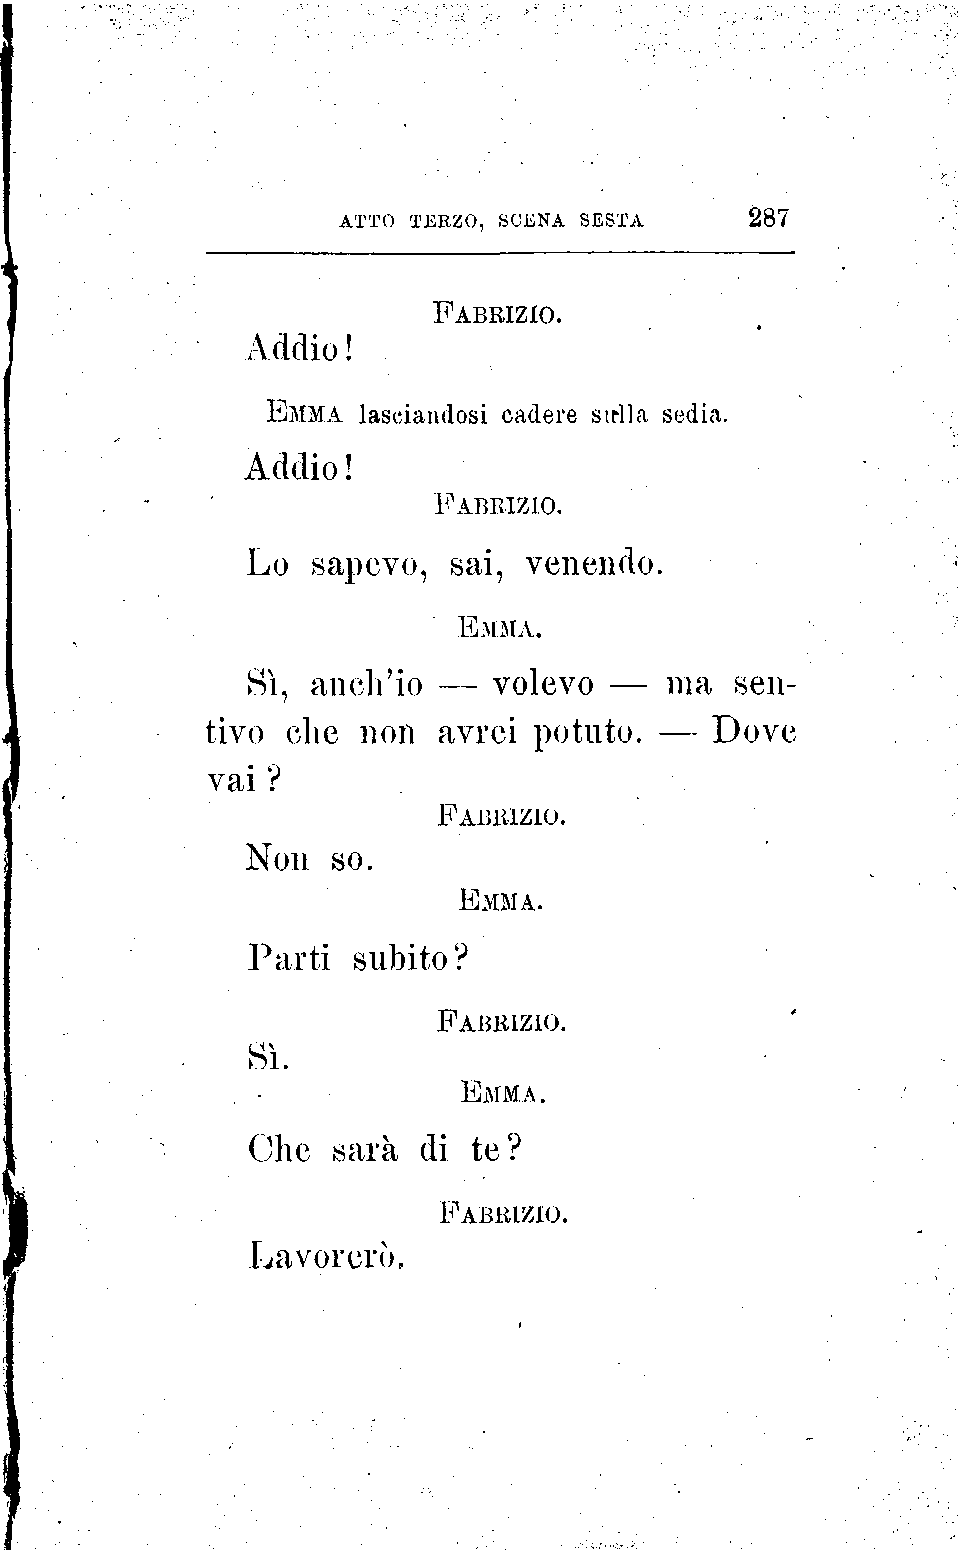 ATTO TERZO, SCENA SESTA 287
FABRIZIO.
Addio!
EMMA lasciandosi cadere sulla sedia.
Addio!
FABRIZIO.
Lo sapevo, sai, venendo.
EMMA.
Sì, anch'io — volevo — ma sen-
tivo che non avrei potuto. — Dove
vai?
FABRIZIO.
Non so.
EMMA.
Parti subito?
FABRIZIO.
Sì.
EMMA.
Che sarà di te?
FABRIZIO.
Lavorerò.